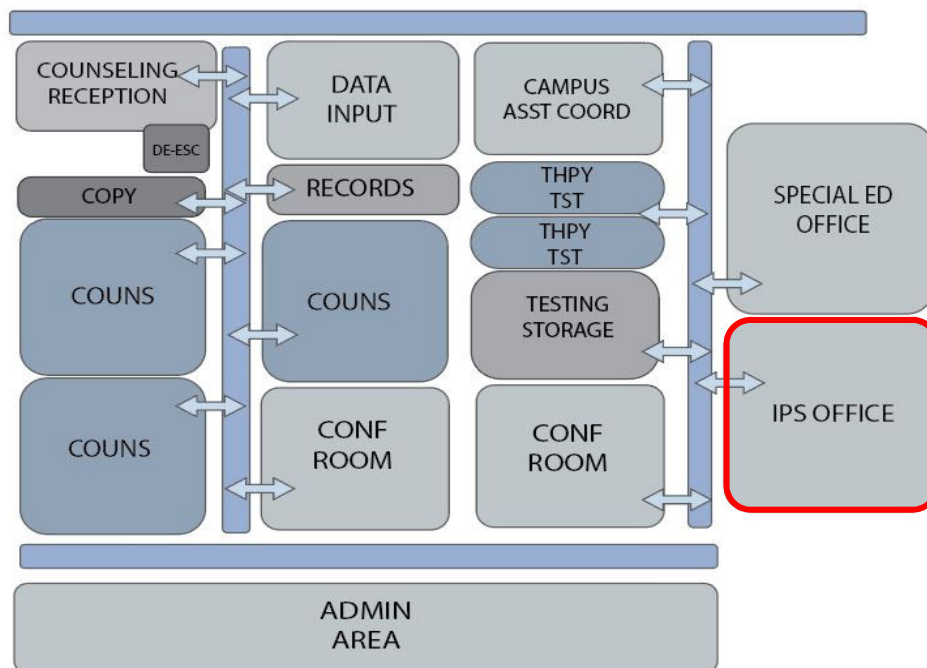 COUNSELING
RECEPTION
DE-ESC
COPY
COUNS
COUNS
DATA
INPUT
RECORDS
COUNS
CONF
ROOM
CAMPUS
ASST COORD
THPY
TST
THPY
TST
TESTING
STORAGE
CONF
ROOM
SPECIAL ED
OFFICE
IPS OFFICE
ADMIN
AREA